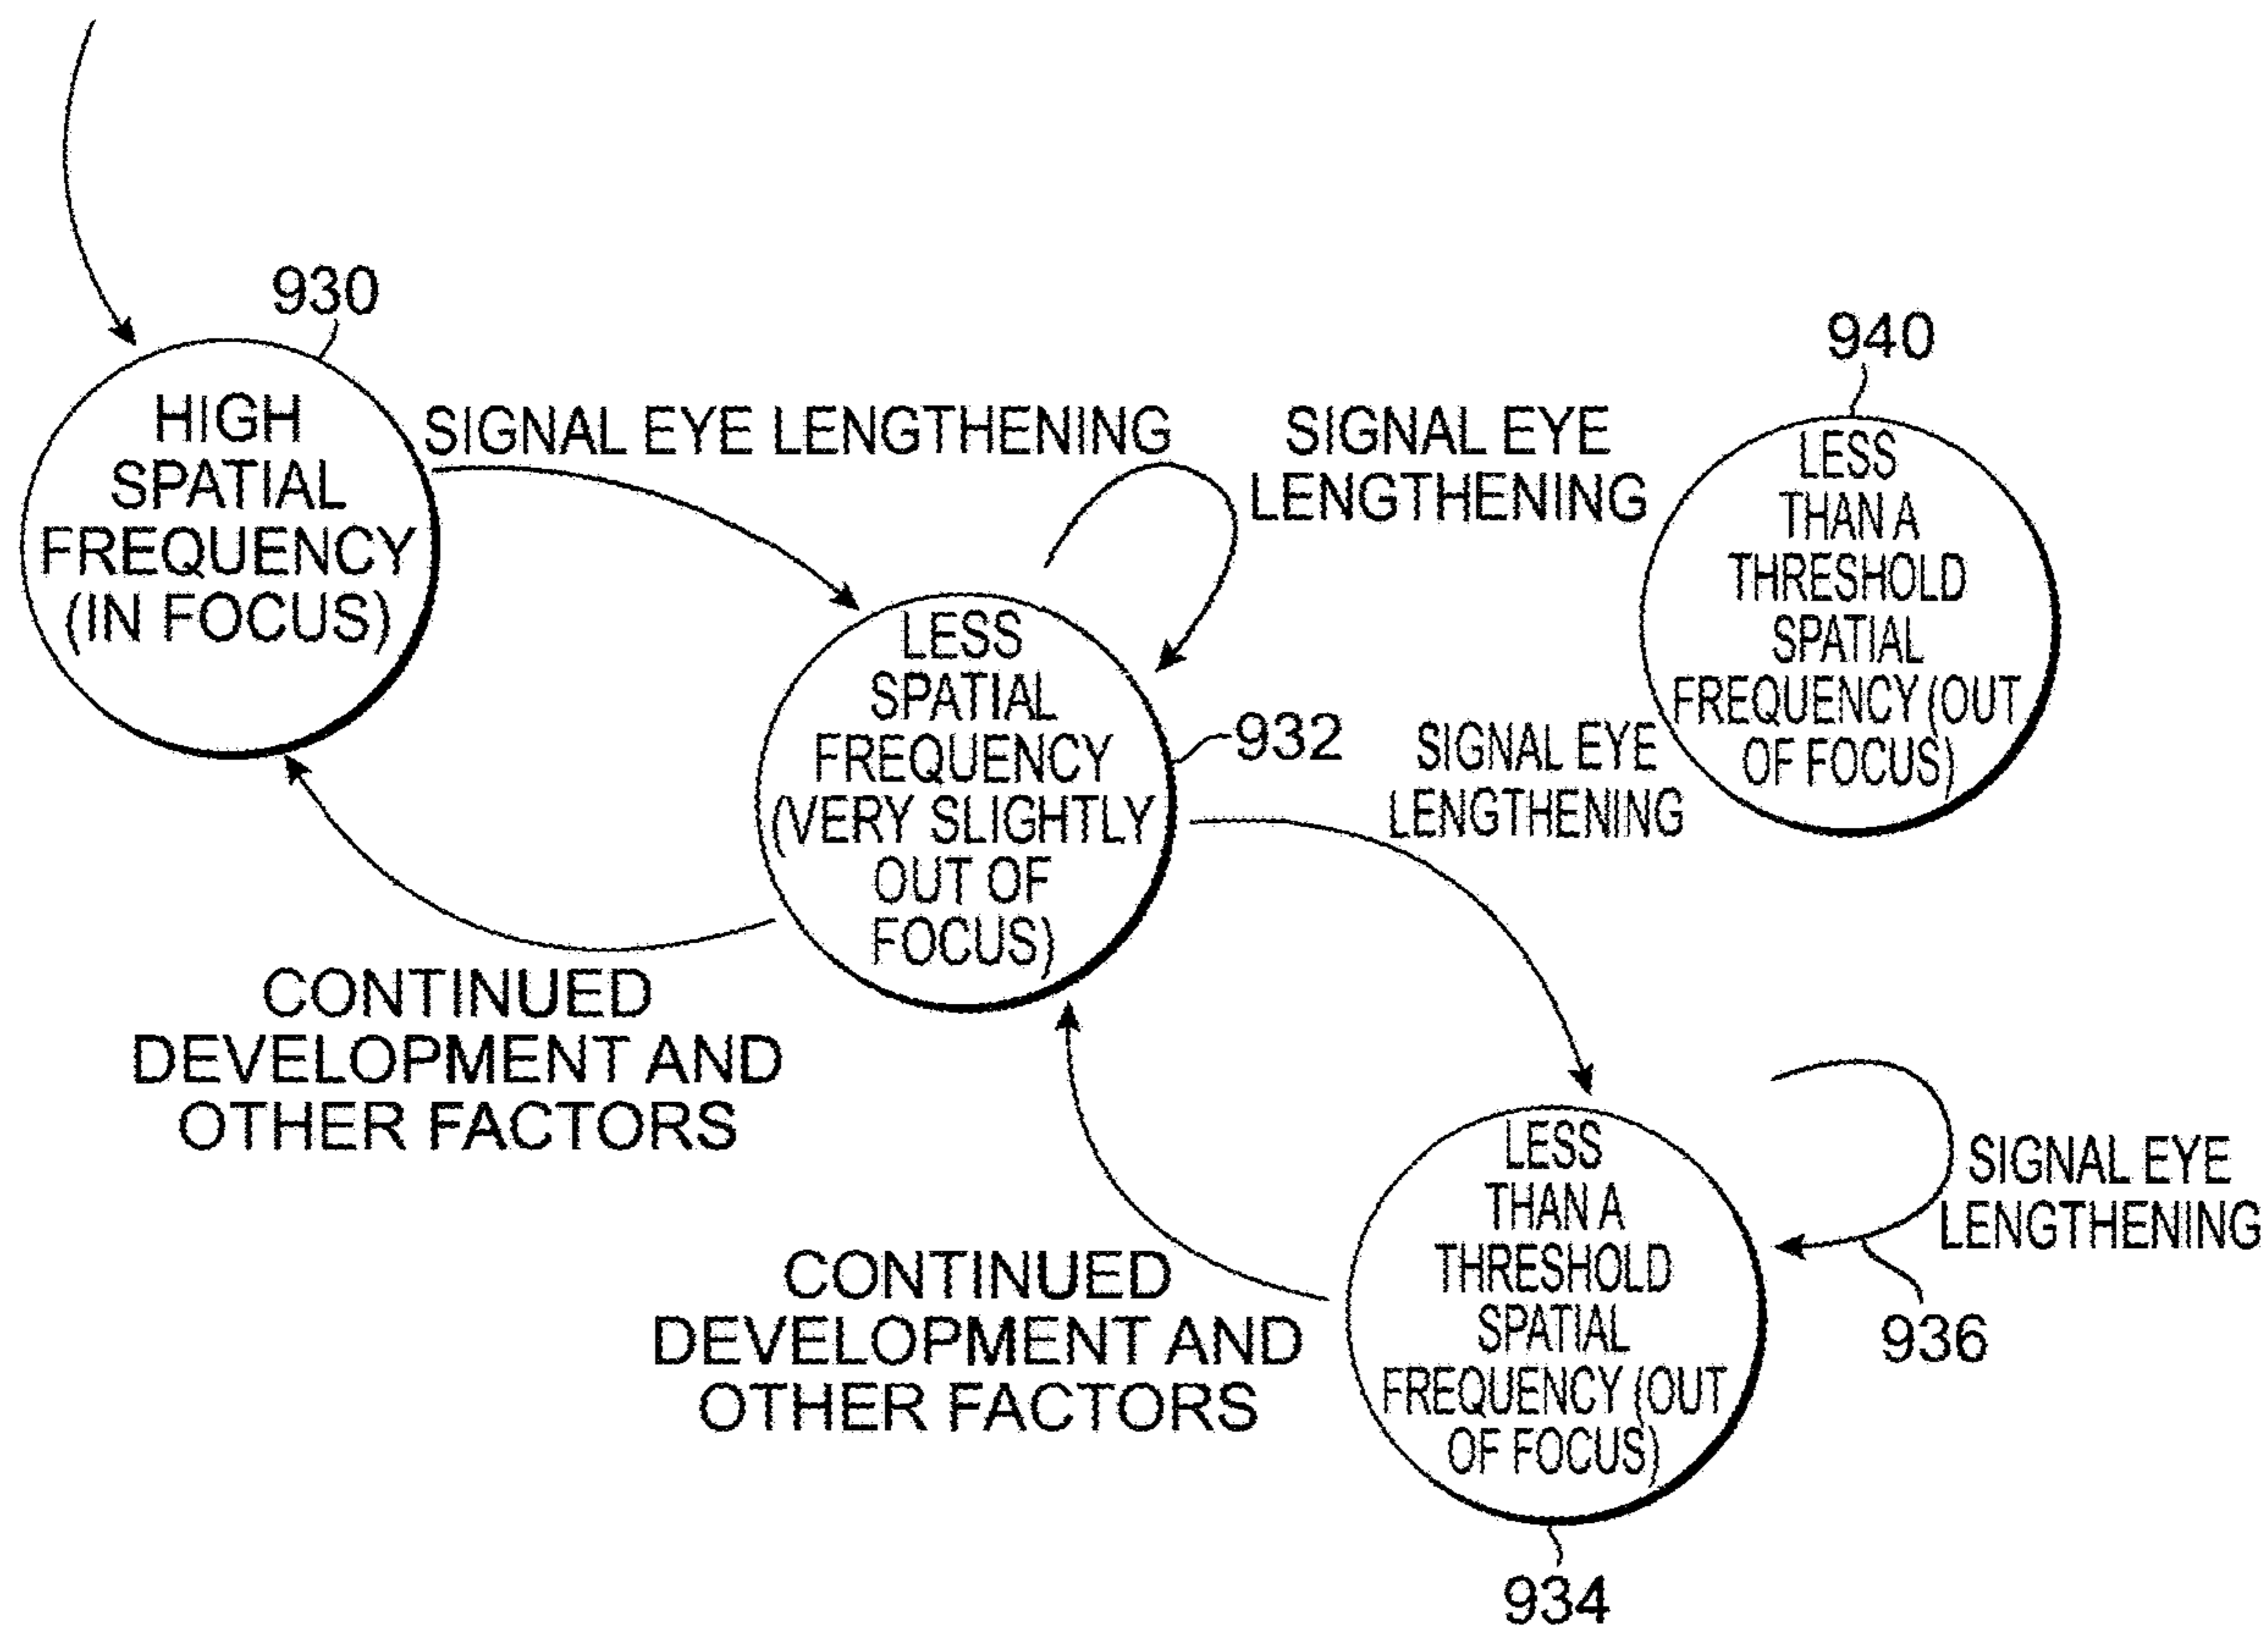 930
HIGH
SPATIAL
FREQUENCY
(IN FOCUS)
SIGNAL EYE LENGTHENING
SIGNAL EYE
LENGTHENING
940
LESS
THAN A
THRESHOLD
SPATIAL
FREQUENCY (OUT
OF FOCUS)
LESS
SPATIAL
FREQUENCY
(VERY SLIGHTLY
OUT OF
FOCUS)
932
SIGNAL EYE
LENGTHENING
CONTINUED
DEVELOPMENT AND
OTHER FACTORS
LESS
THAN A
THRESHOLD
SPATIAL
FREQUENCY (OUT
OF FOCUS)
SIGNAL EYE
LENGTHENING
936
CONTINUED
DEVELOPMENT AND
OTHER FACTORS
934